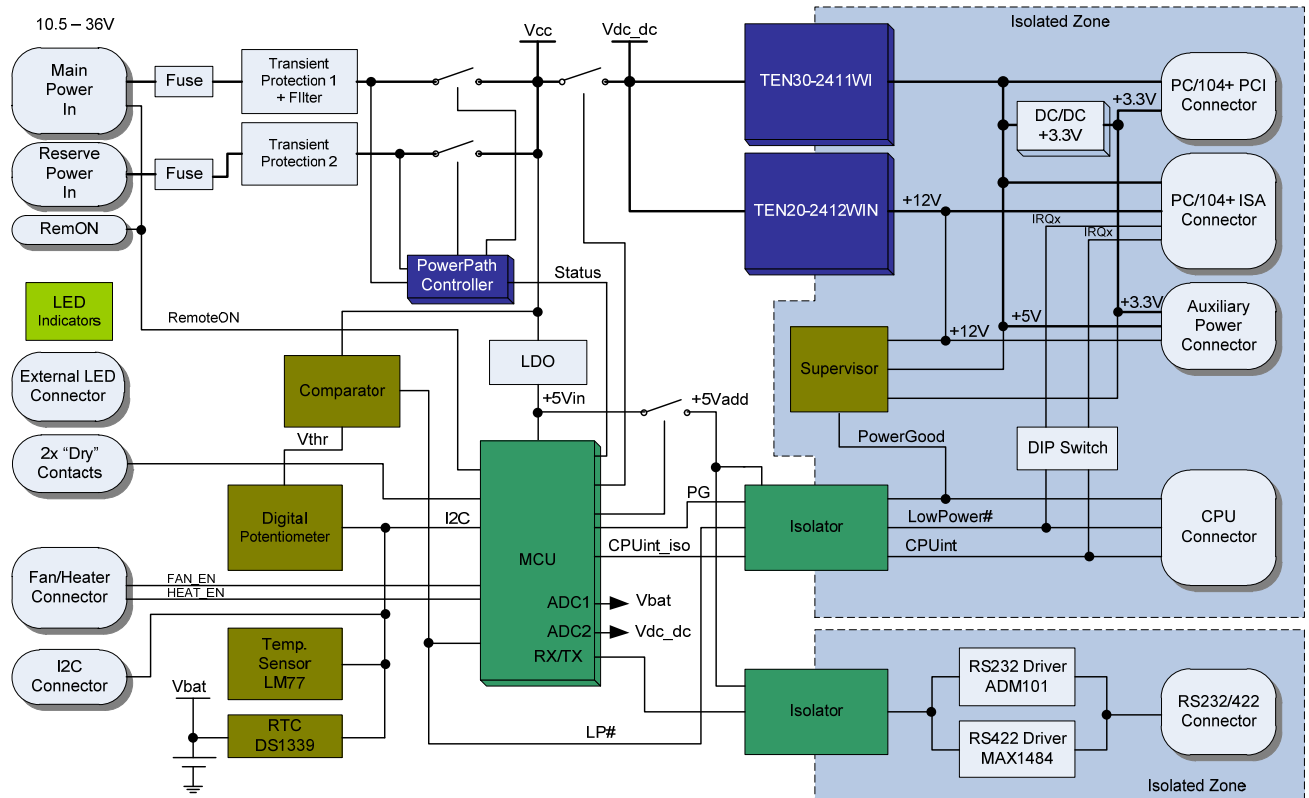 10.5 – 36V
Main
Power
In
Fuse
Transient
Protection 1
+ FIlter
Vcc
Vdc_dc
TEN30-2411WI
Isolated Zone
PC/104+ PCI
Connector
+3.3V
DC/DC
+3.3V
Reserve
Power
In
Fuse
Transient
Protection 2
TEN20-2412WIN
+12V
PC/104+ ISA
Connector
IRQx
IRQx
RemON
PowerPath
Controller
Status
LED
Indicators
RemoteON
+3.3V
+5V
+12V
Auxiliary
Power
Connector
External LED
Connector
Comparator
LDO
Supervisor
+5Vin
+5Vadd
Vthr
PowerGood
DIP Switch
2x “Dry”
Contacts
Digital
Potentiometer
I2C
MCU
PG
CPUint_iso
Isolator
LowPower#
CPUint
CPU
Connector
Fan/Heater
Connector
FAN_EN
HEAT_EN
ADC1
Vbat
ADC2
Vdc_dc
RX/TX
I2C
Connector
Temp.
Sensor
LM77
Vbat
RTC
DS1339
LP#
Isolator
RS232 Driver
ADM101
RS422 Driver
MAX1484
RS232/422
Connector
Isolated Zone